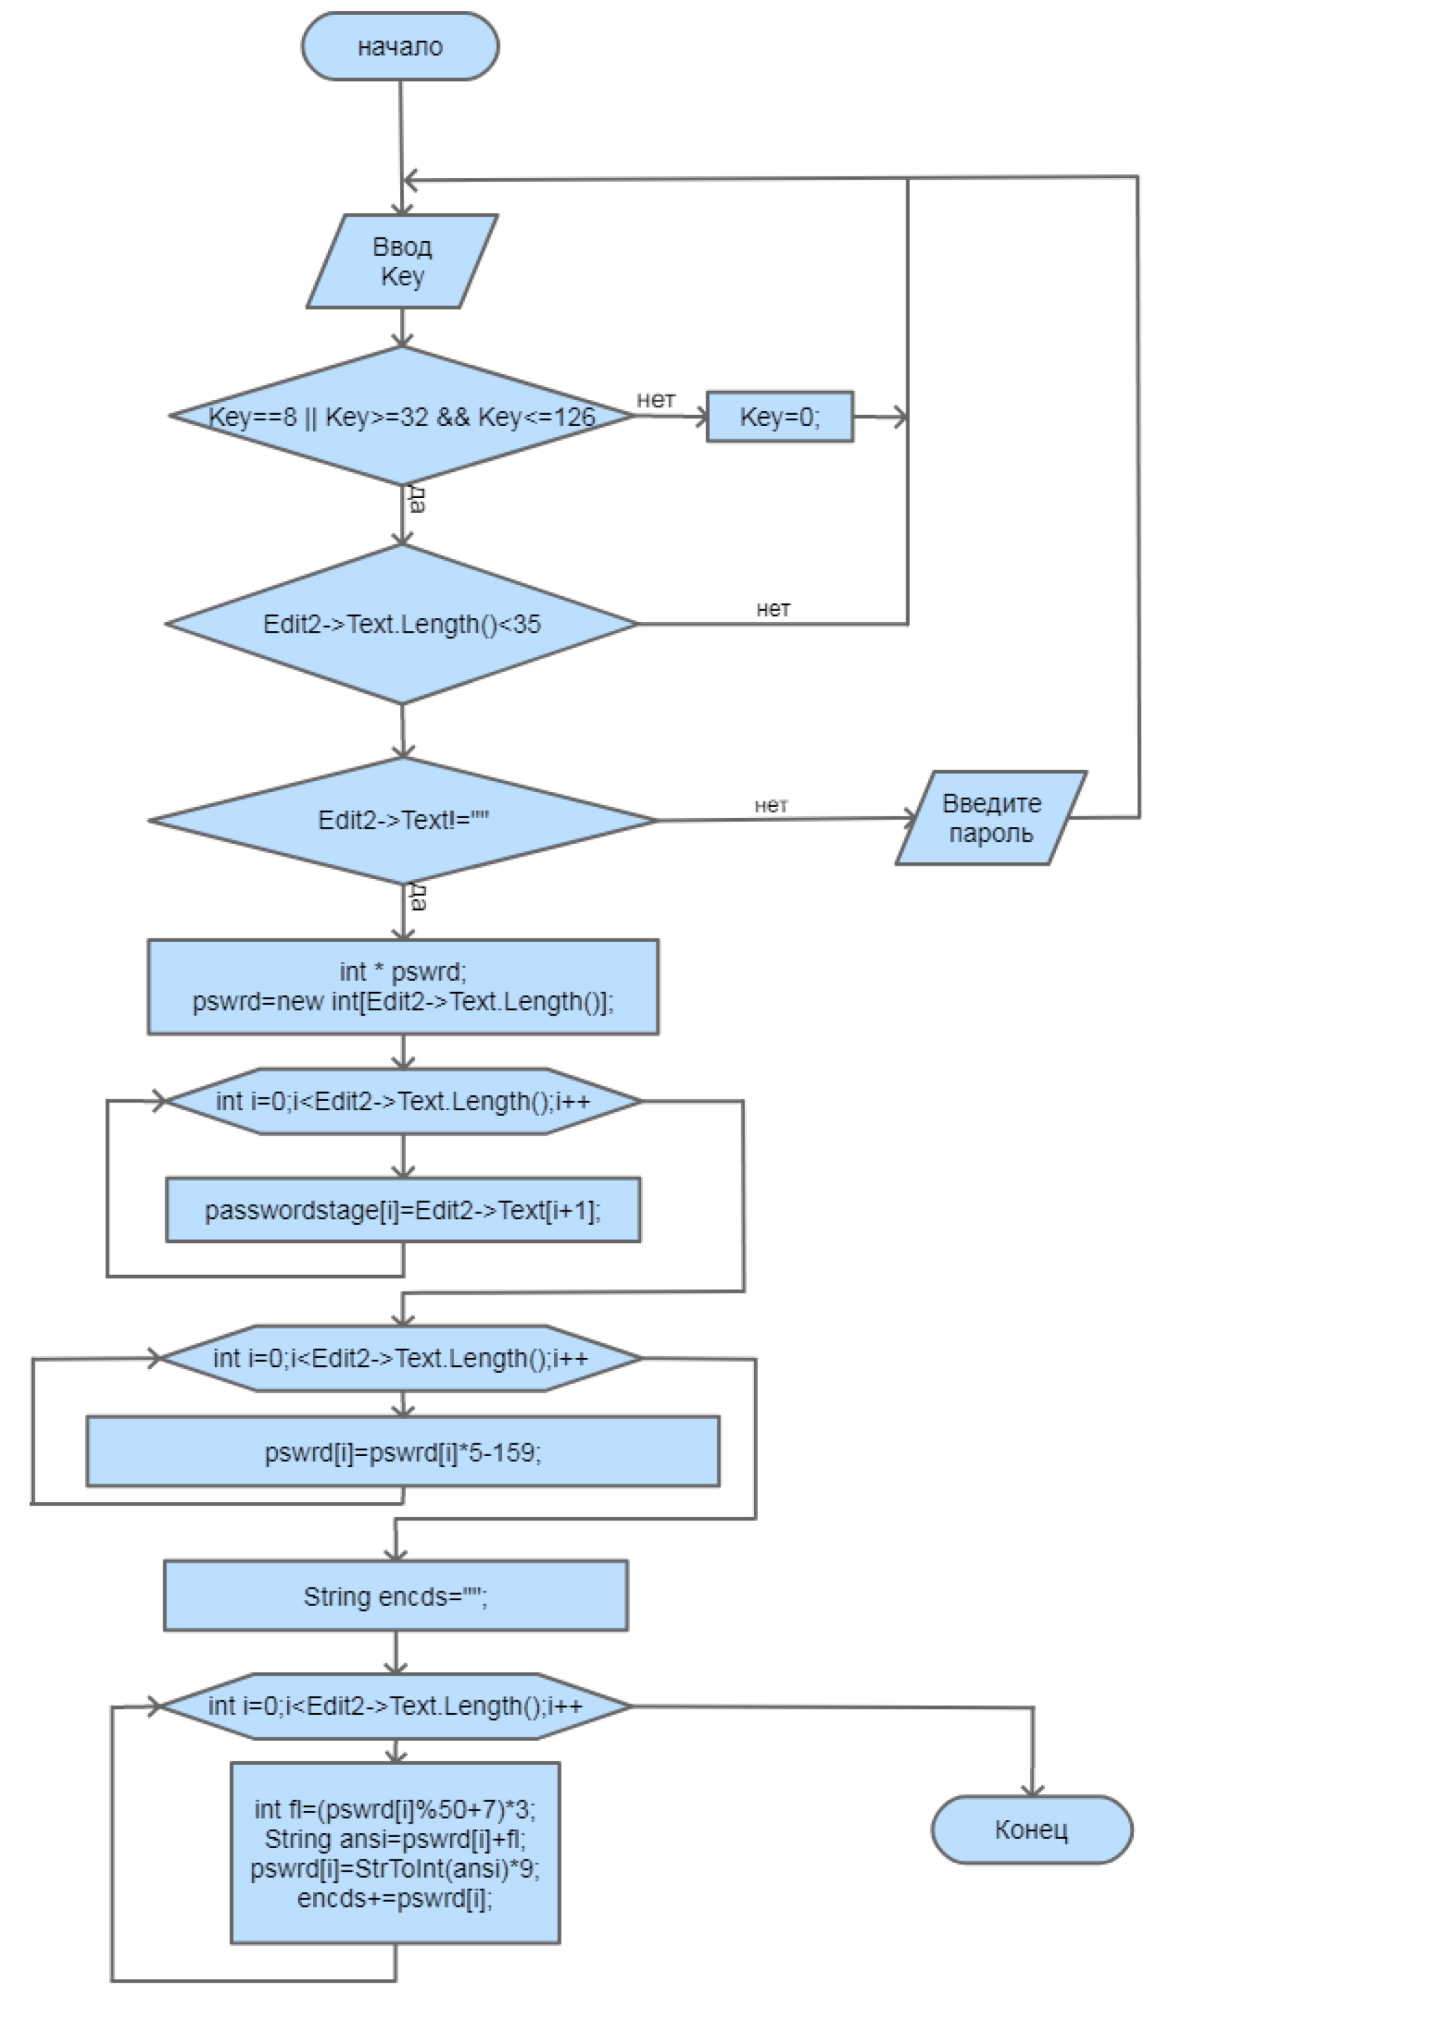 начало
Ввод
Key
Key==8 || Key>=32 && Key<=126
нет
Key=0;
да
Edit2->Text.Length()<35
нет
Edit2->Text!=""
нет
Введите
пароль
да
int * pswrd;
pswrd=new int[Edit2->Text.Length()];
int i=0;i<Edit2->Text.Length();i++
passwordstage[i]=Edit2->Text[i+1];
int i=0;i<Edit2->Text.Length();i++
pswrd[i]=pswrd[i]*5-159;
String encds="";
int i=0;i<Edit2->Text.Length();i++
int fl=(pswrd[i]%50+7)*3;
String ansi=pswrd[i]+fl;
pswrd[i]=StrToInt(ansi)*9;
encds+=pswrd[i];
Конец